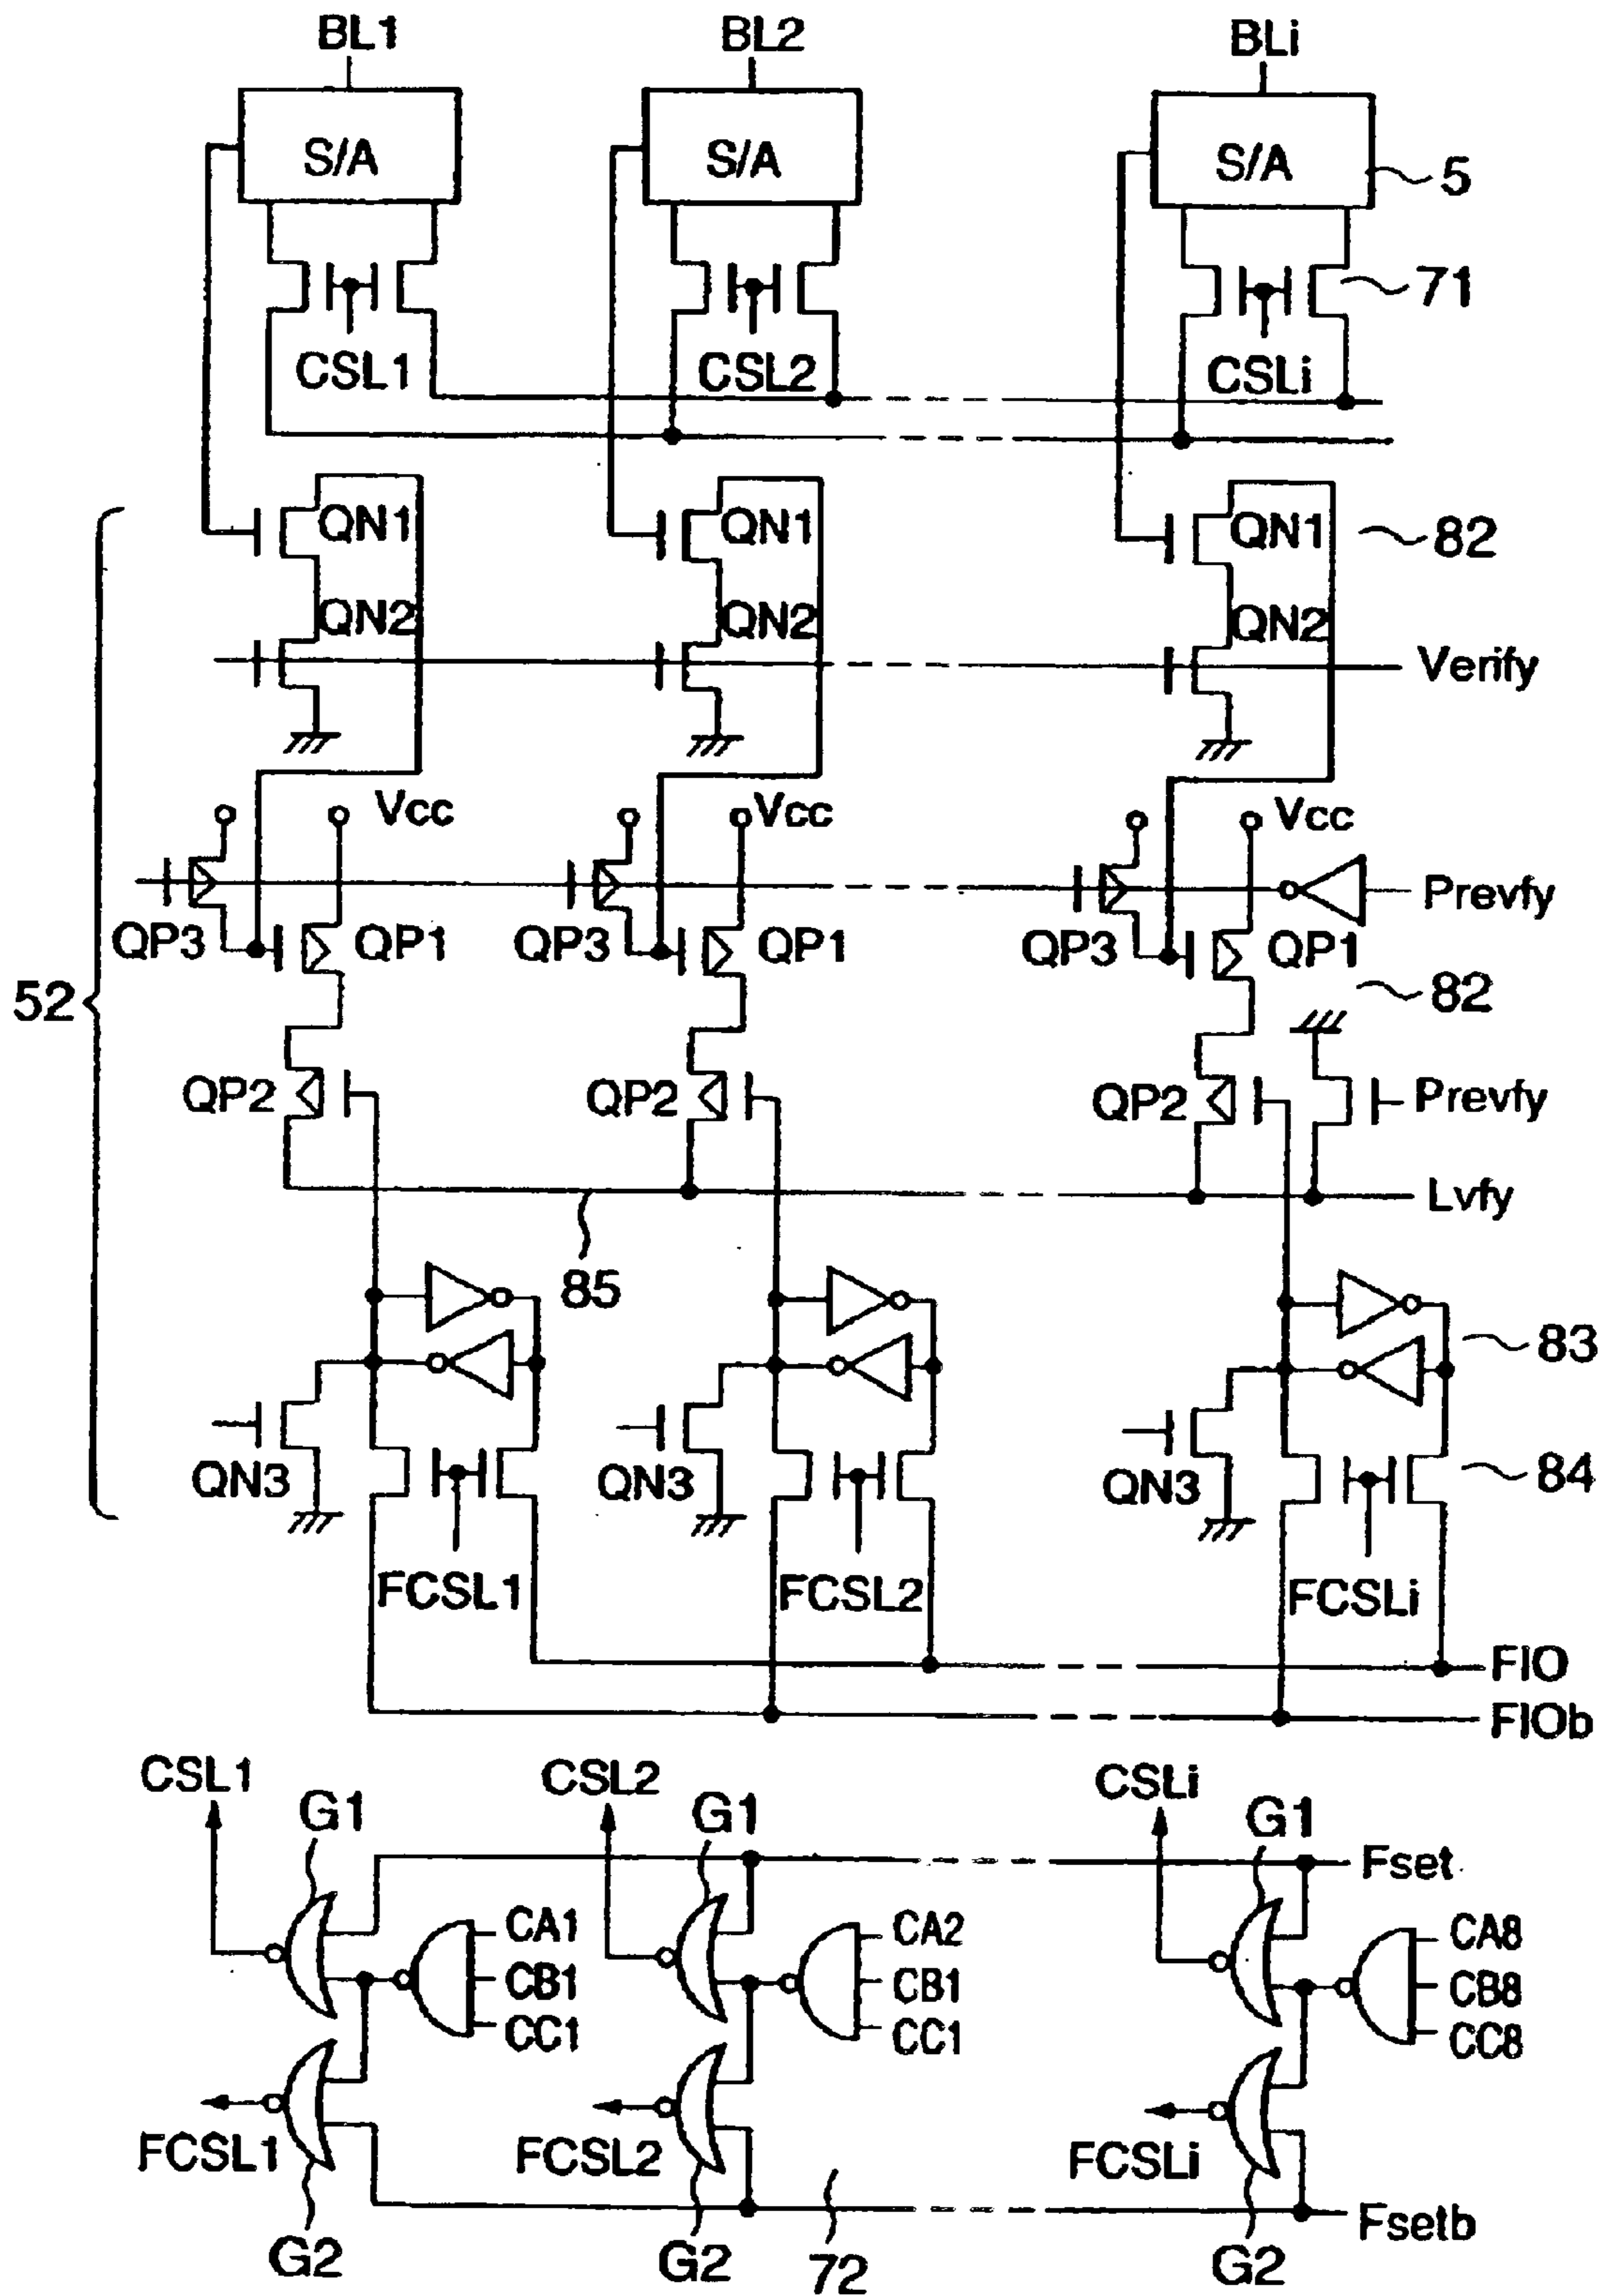 BL1 BL2 BLi
S/A S/A S/A 5
71
CSL1 CSL2 CSLi
QN1 QN1 QN1 82
QN2 QN2 QN2
Verify
Vcc Vcc Vcc
Prevfy
QP3 QP1 QP3 QP1 QP3 QP1
52 82
QP2 QP2 QP2 Prevfy
Lvfy
85
83
QN3 QN3 QN3 84
FCSL1 FCSL2 FCSLi
FIO
FIOb
CSL1 CSL2 CSLi
G1 G1 G1
Fset
CA1 CA2 CA8
CB1 CB1 CB8
CC1 CC1 CC8
FCSL1 FCSL2 FCSLi
Fsetb
G2 G2 72 G2